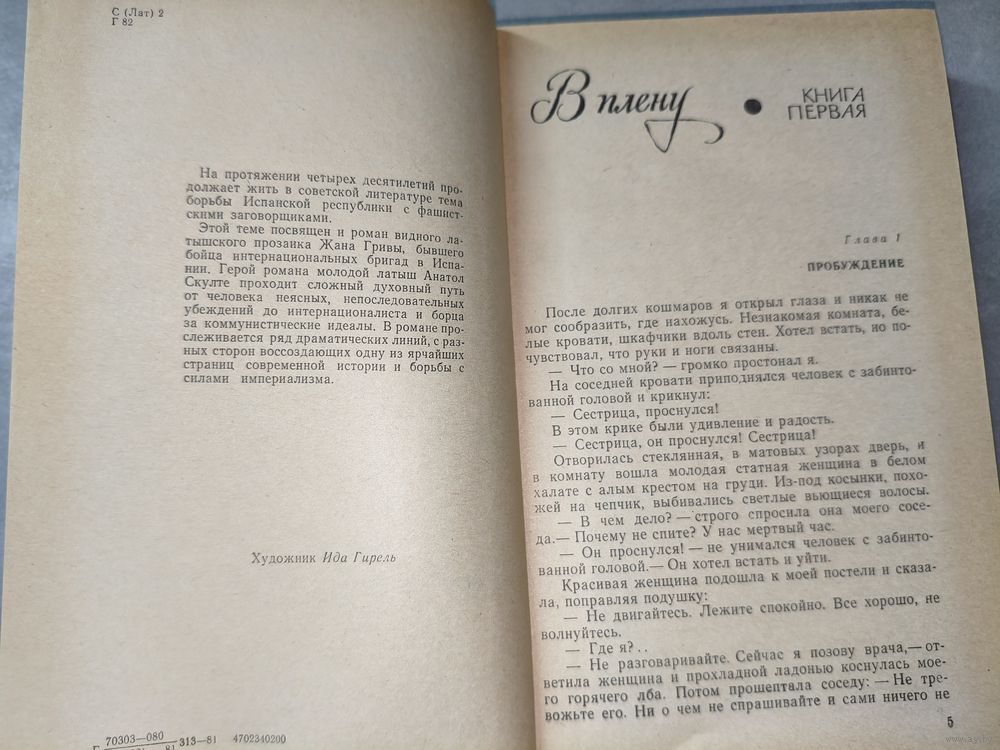 С (Лат) 2
Г 82
На протяжении четырех десятилетий про-
должает жить в советской литературе тема
борьбы Испанской республики с фашист-
скими заговорщиками.
Этой теме посвящен и роман видного ла-
тышского прозаика Жана Гривы, бывшего
бойца интернациональных бригад в Испа-
нии. Герой романа молодой латыш Анатол
Скулте проходит сложный духовный путь
от человека неясных, непоследовательных
убеждений до интернационалиста и борца
за коммунистические идеалы. В романе про-
слеживается ряд драматических линий, с ра-
зных сторон воссоздающих одну из ярчайших
страниц современной истории и борьбы с
силами империализма.
Художник Ида Гирель
70303—080
Г 81 313—81 4702340200
В плену • КНИГА
ПЕРВАЯ
Глава 1
ПРОБУЖДЕНИЕ
После долгих кошмаров я открыл глаза и никак не
мог сообразить, где нахожусь. Незнакомая комната, бе-
лые кровати, шкафчики вдоль стен. Хотел встать, но по-
чувствовал, что руки и ноги связаны.
— Что со мной? — громко простонал я.
На соседней кровати приподнялся человек с забинто-
ванной головой и крикнул:
— Сестрица, проснулся!
В этом крике были удивление и радость.
— Сестрица, он проснулся! Сестрица!
Отворилась стеклянная, в матовых узорах дверь, и
в комнату вошла молодая статная женщина в белом
халате с алым крестом на груди. Из-под косынки, похо-
жей на чепчик, выбивались светлые вьющиеся волосы.
— В чем дело? — строго спросила она моего сосе-
да.— Почему не спите? У нас мертвый час.
— Он проснулся! — не унимался человек с забинто-
ванной головой.— Он хотел встать и уйти.
Красивая женщина подошла к моей постели и сказа-
ла, поправляя подушку:
— Не двигайтесь. Лежите спокойно. Все хорошо, не
волнуйтесь.
— Где я?..
— Не разговаривайте. Сейчас я позову врача,— от-
ветила женщина и прохладной ладонью коснулась мое-
го горячего лба. Потом прошептала соседу: — Не тре-
вожьте его. Ни о чем не спрашивайте и сами ничего не
5